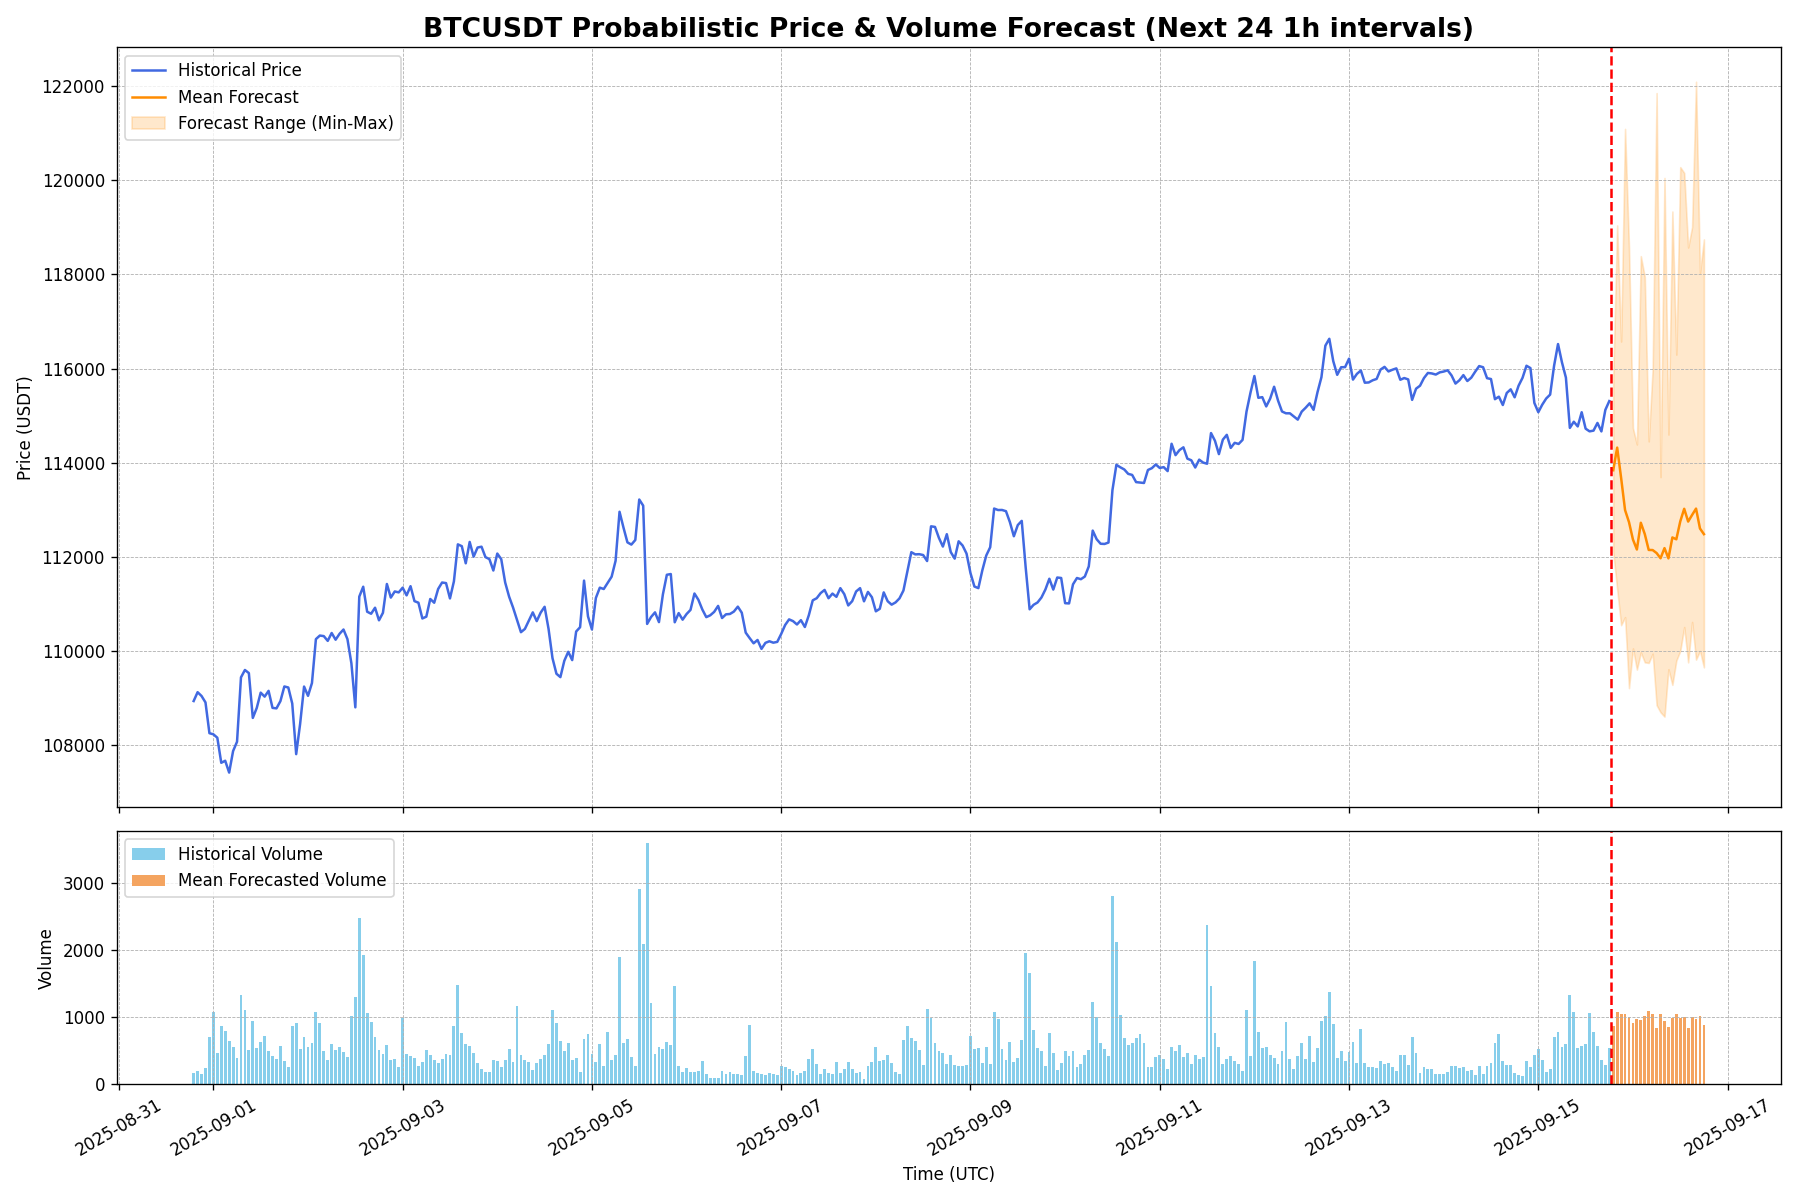 BTCUSDT Probabilistic Price & Volume Forecast (Next 24 1h intervals)
Historical Price
Mean Forecast
Forecast Range (Min-Max)
122000
120000
118000
116000
114000
112000
110000
108000
Price (USDT)
Historical Volume
Mean Forecasted Volume
3000
2000
1000
0
Volume
2025-08-31
2025-09-01
2025-09-03
2025-09-05
2025-09-07
2025-09-09
2025-09-11
2025-09-13
2025-09-15
2025-09-17
Time (UTC)